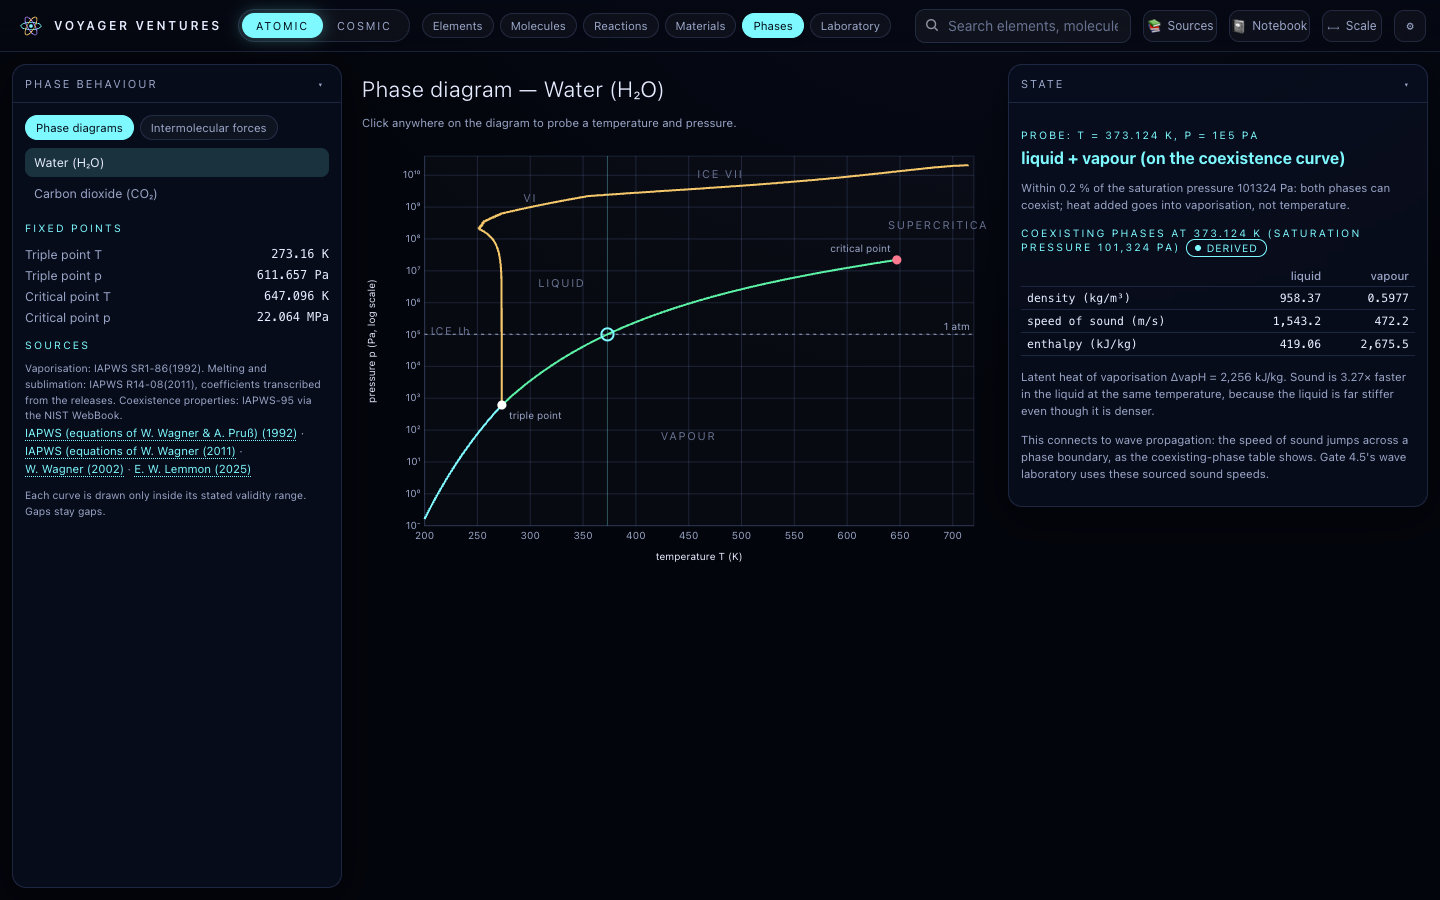 VOYAGER VENTURES
ATOMIC
COSMIC
Elements
Molecules
Reactions
Materials
Phases
Laboratory
Search elements, molecule
Sources
Notebook
Scale
PHASE BEHAVIOUR
Phase diagrams
Intermolecular forces
Water (H₂O)
Carbon dioxide (CO₂)
FIXED POINTS
Triple point T 273.16 K
Triple point p 611.657 Pa
Critical point T 647.096 K
Critical point p 22.064 MPa
SOURCES
Vaporisation: IAPWS SR1-86(1992). Melting and
sublimation: IAPWS R14-08(2011), coefficients transcribed
from the releases. Coexistence properties: IAPWS-95 via
the NIST WebBook.
IAPWS (equations of W. Wagner & A. Pruß) (1992) ·
IAPWS (equations of W. Wagner (2011) ·
W. Wagner (2002) · E. W. Lemmon (2025)
Each curve is drawn only inside its stated validity range.
Gaps stay gaps.
Phase diagram — Water (H₂O)
Click anywhere on the diagram to probe a temperature and pressure.
pressure p (Pa, log scale)
10¹⁰
10⁹
10⁸
10⁷
10⁶
10⁵
10⁴
10³
10²
10¹
10⁰
10⁻
ICE VII
VI
SUPERCRITICA
critical point
LIQUID
ICE Ih
1 atm
triple point
VAPOUR
200 250 300 350 400 450 500 550 600 650 700
temperature T (K)
STATE
PROBE: T = 373.124 K, P = 1E5 PA
liquid + vapour (on the coexistence curve)
Within 0.2 % of the saturation pressure 101324 Pa: both phases can
coexist; heat added goes into vaporisation, not temperature.
COEXISTING PHASES AT 373.124 K (SATURATION
PRESSURE 101,324 PA) DERIVED
liquid vapour
density (kg/m³) 958.37 0.5977
speed of sound (m/s) 1,543.2 472.2
enthalpy (kJ/kg) 419.06 2,675.5
Latent heat of vaporisation ΔvapH = 2,256 kJ/kg. Sound is 3.27× faster
in the liquid at the same temperature, because the liquid is far stiffer
even though it is denser.
This connects to wave propagation: the speed of sound jumps across a
phase boundary, as the coexisting-phase table shows. Gate 4.5's wave
laboratory uses these sourced sound speeds.